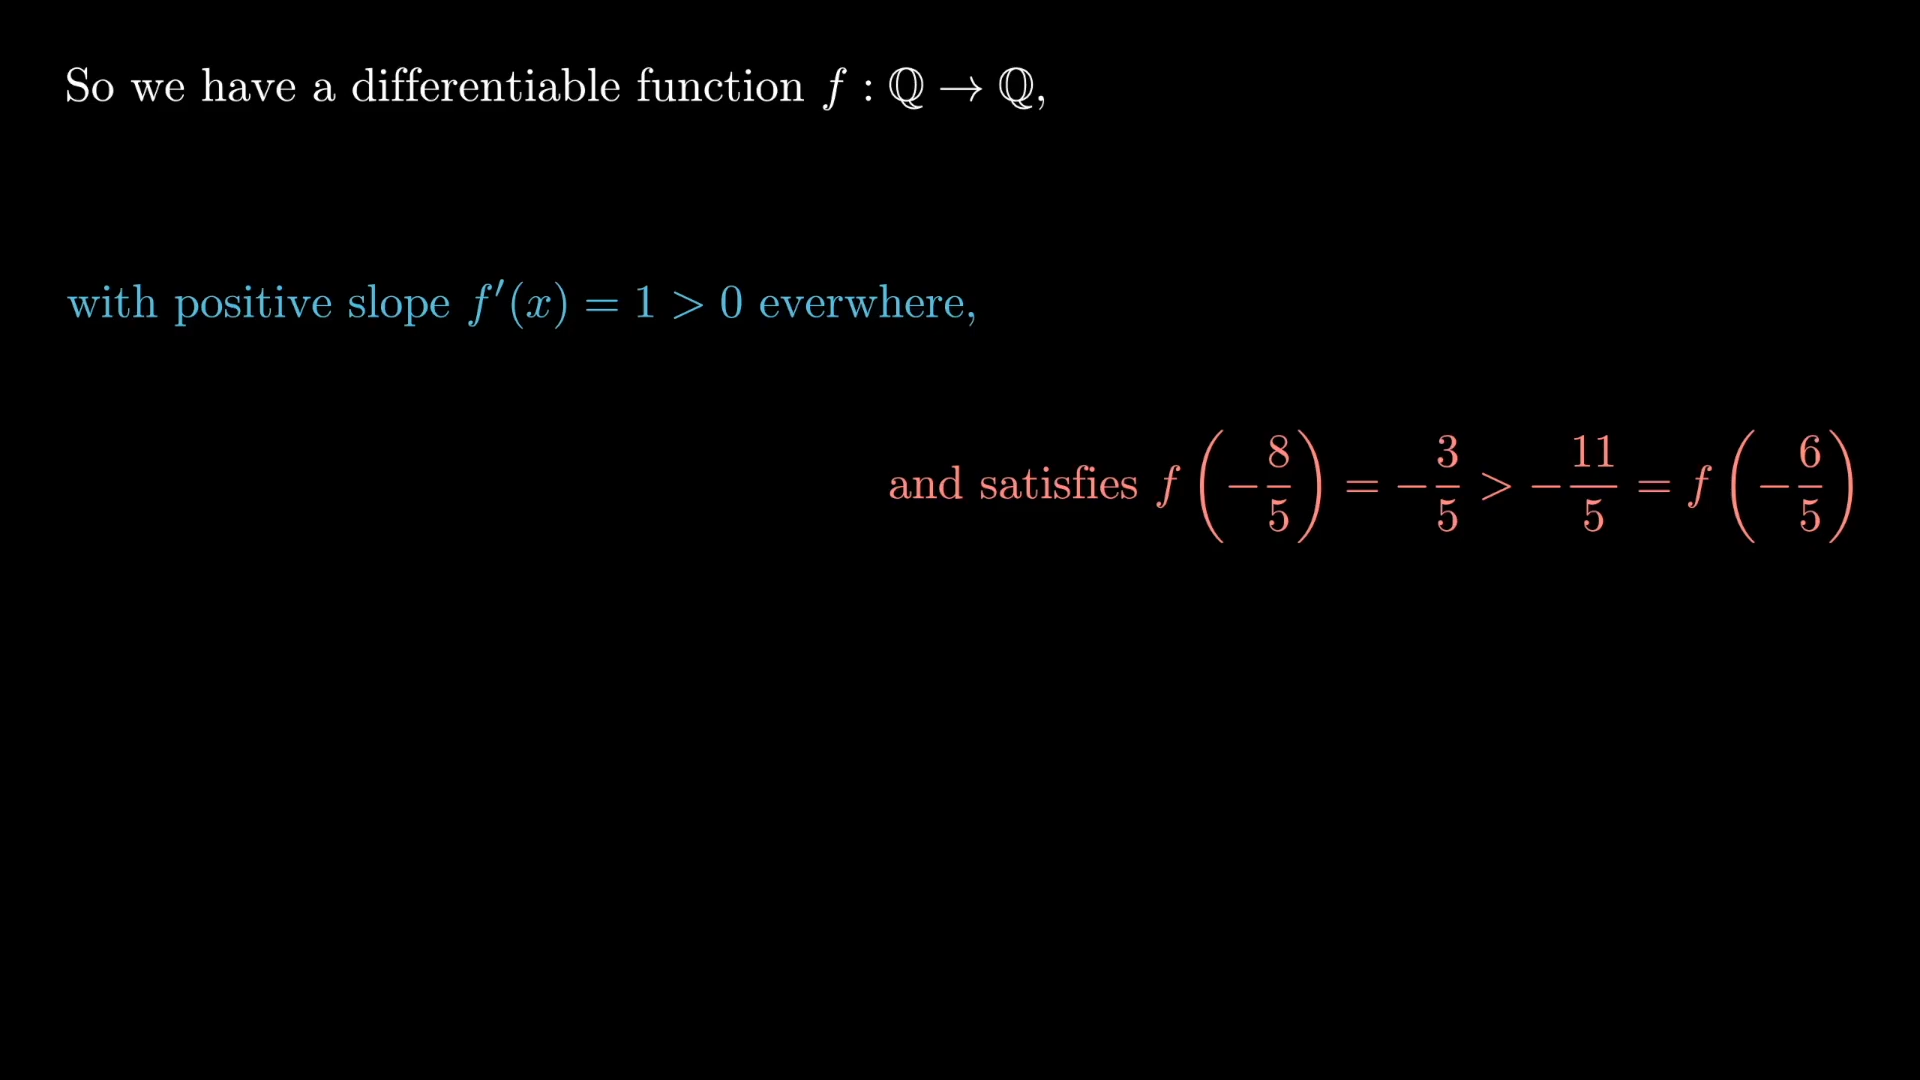 So we have a differentiable function f : ℚ → ℚ,
with positive slope f′(x) = 1 > 0 everwhere,
and satisfies f(−8/5) = −3/5 > −11/5 = f(−6/5)